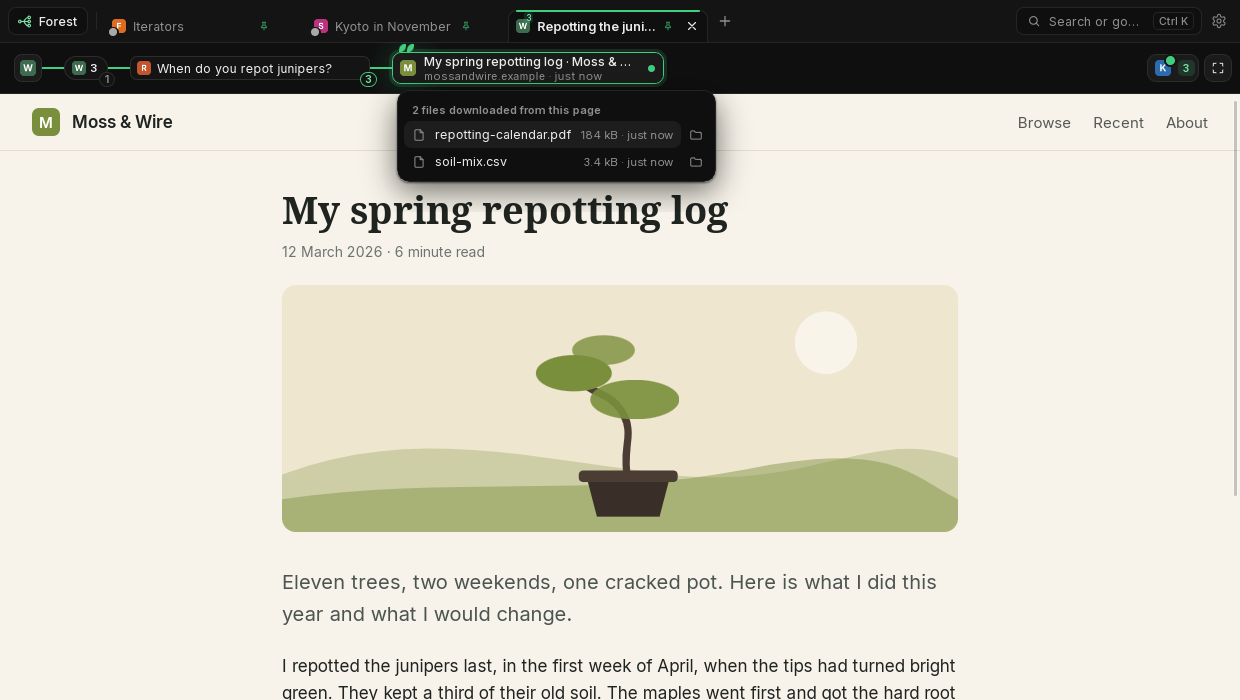 Forest
F
Iterators
S
Kyoto in November
W
3
Repotting the juni…
Search or go…
Ctrl K
W
W 3
1
R
When do you repot junipers?
3
M
My spring repotting log · Moss & …
mossandwire.example · just now
K
3
2 files downloaded from this page
repotting-calendar.pdf 184 kB · just now
soil-mix.csv 3.4 kB · just now
M
Moss & Wire
Browse
Recent
About
My spring repotting log
12 March 2026 · 6 minute read
Eleven trees, two weekends, one cracked pot. Here is what I did this
year and what I would change.
I repotted the junipers last, in the first week of April, when the tips had turned bright
green. They kept a third of their old soil. The maples went first and got the hard root